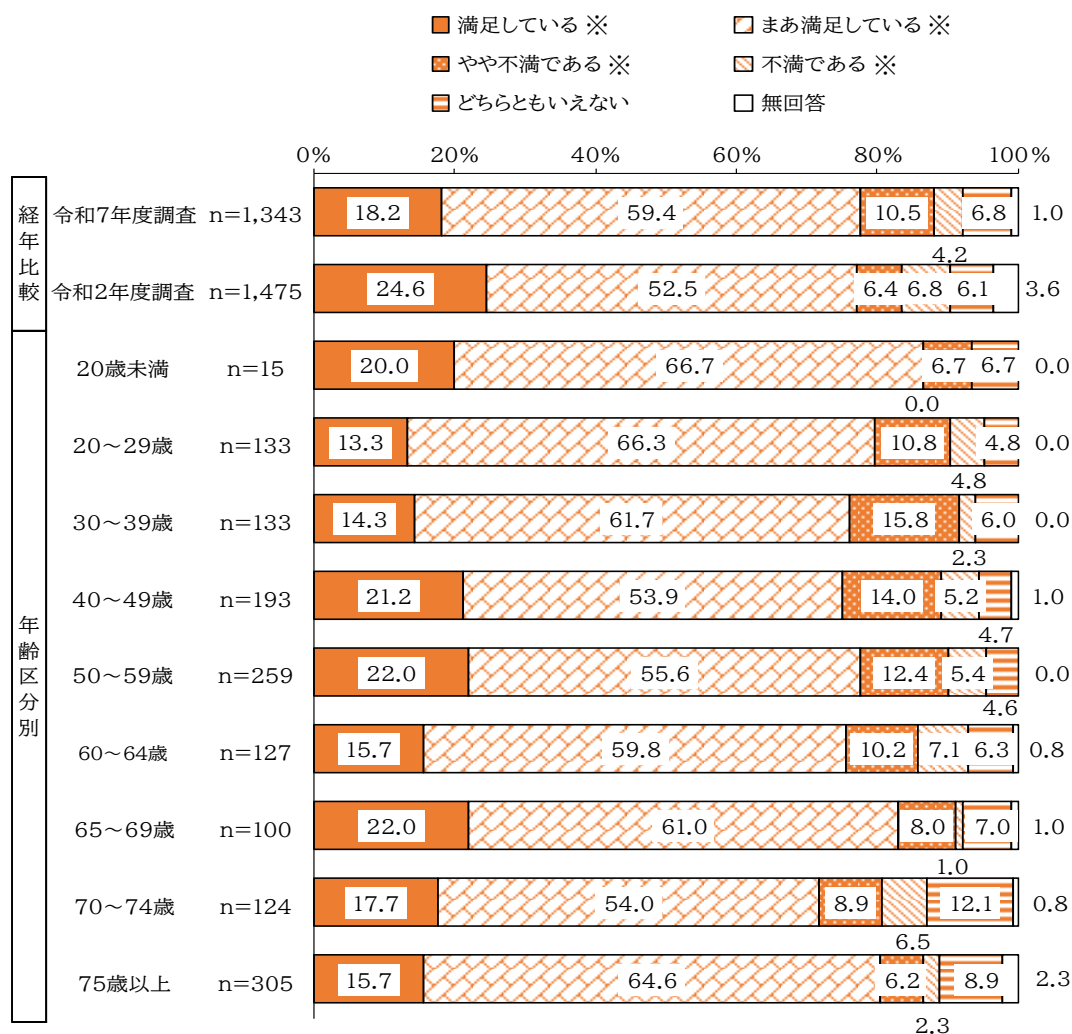 満足している※ まあ満足している※
やや不満である※ 不満である※
どちらともいえない 無回答
0% 20% 40% 60% 80% 100%
経年比較
令和7年度調査 n=1,343 18.2 59.4 10.5 6.8 1.0
4.2
令和2年度調査 n=1,475 24.6 52.5 6.4 6.8 6.1 3.6
年齢区分別
20歳未満 n=15 20.0 66.7 6.7 6.7 0.0
0.0
20～29歳 n=133 13.3 66.3 10.8 4.8 0.0
4.8
30～39歳 n=133 14.3 61.7 15.8 6.0 0.0
2.3
40～49歳 n=193 21.2 53.9 14.0 5.2 1.0
4.7
50～59歳 n=259 22.0 55.6 12.4 5.4 0.0
4.6
60～64歳 n=127 15.7 59.8 10.2 7.1 6.3 0.8
65～69歳 n=100 22.0 61.0 8.0 7.0 1.0
1.0
70～74歳 n=124 17.7 54.0 8.9 12.1 0.8
6.5
75歳以上 n=305 15.7 64.6 6.2 8.9 2.3
2.3